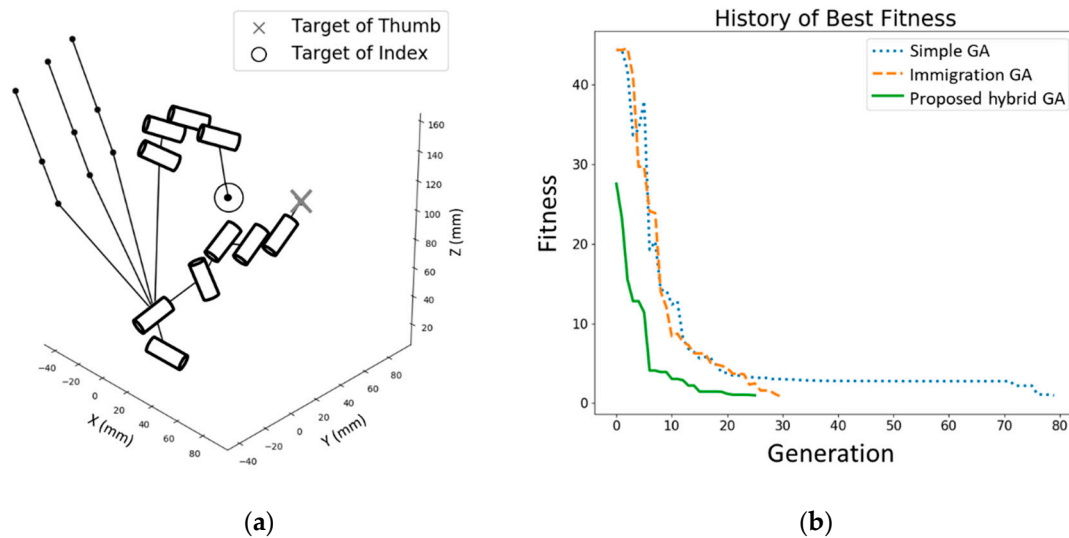 Target of Thumb
Target of Index
160
140
120
100
80
60
40
20
Z (mm)
-40
-20
0
20
40
60
80
X (mm)
-40
-20
0
20
40
60
80
Y (mm)
(a)
History of Best Fitness
Simple GA
Immigration GA
Proposed hybrid GA
40
30
20
10
0
Fitness
0 10 20 30 40 50 60 70 80
Generation
(b)